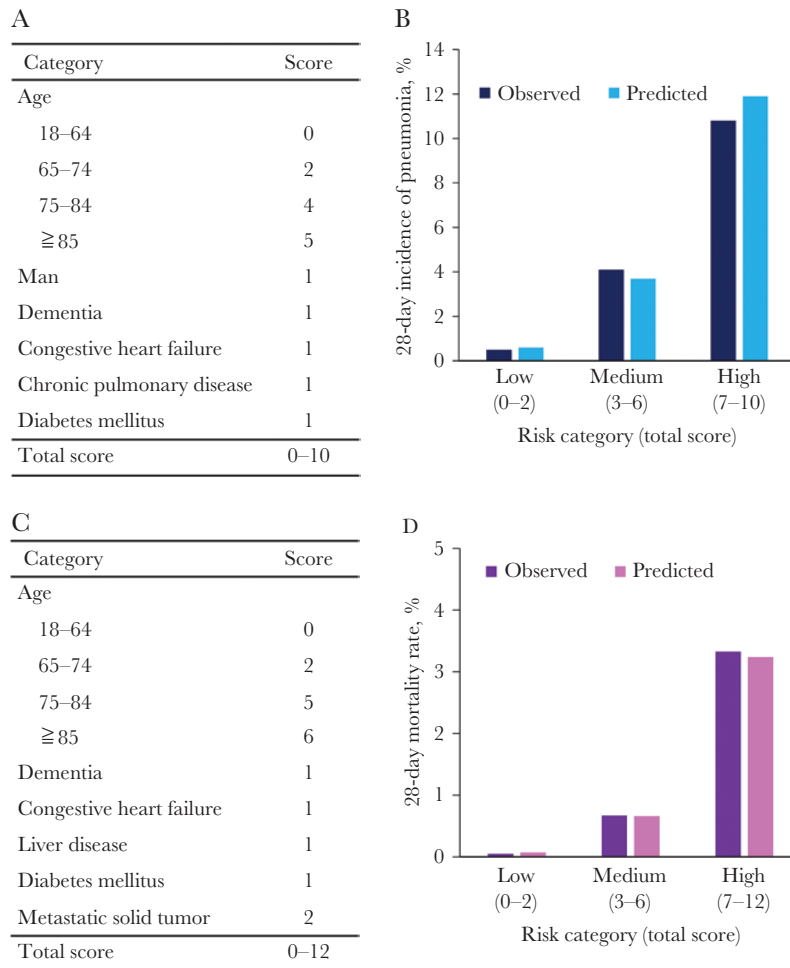 A
Category Score
Age
18–64 0
65–74 2
75–84 4
≧85 5
Man 1
Dementia 1
Congestive heart failure 1
Chronic pulmonary disease 1
Diabetes mellitus 1
Total score 0–10
B
28-day incidence of pneumonia, %
14
12
10
8
6
4
2
0
Observed Predicted
Low Medium High
(0–2) (3–6) (7–10)
Risk category (total score)
C
Category Score
Age
18–64 0
65–74 2
75–84 5
≧85 6
Dementia 1
Congestive heart failure 1
Liver disease 1
Diabetes mellitus 1
Metastatic solid tumor 2
Total score 0–12
D
28-day mortality rate, %
5
4
3
2
1
0
Observed Predicted
Low Medium High
(0–2) (3–6) (7–12)
Risk category (total score)